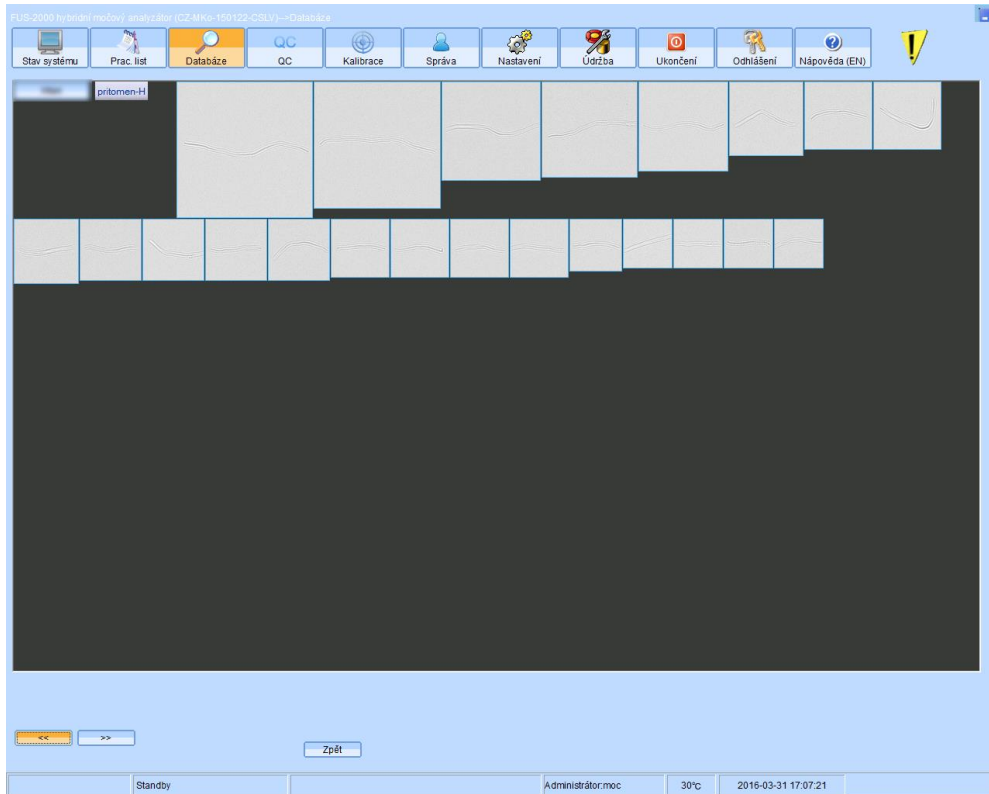 FUS-2000 hybridní močový analyzátor (CZ-MKo-150122-CSLV)-->Databáze
QC
Stav systému
Prac. list
Databáze
QC
Kalibrace
Správa
Nastavení
Údržba
Ukončení
Odhlášení
Nápověda (EN)
pritomen-H
<<
>>
Zpět
Standby
Administrátor:moc
30°C
2016-03-31 17:07:21